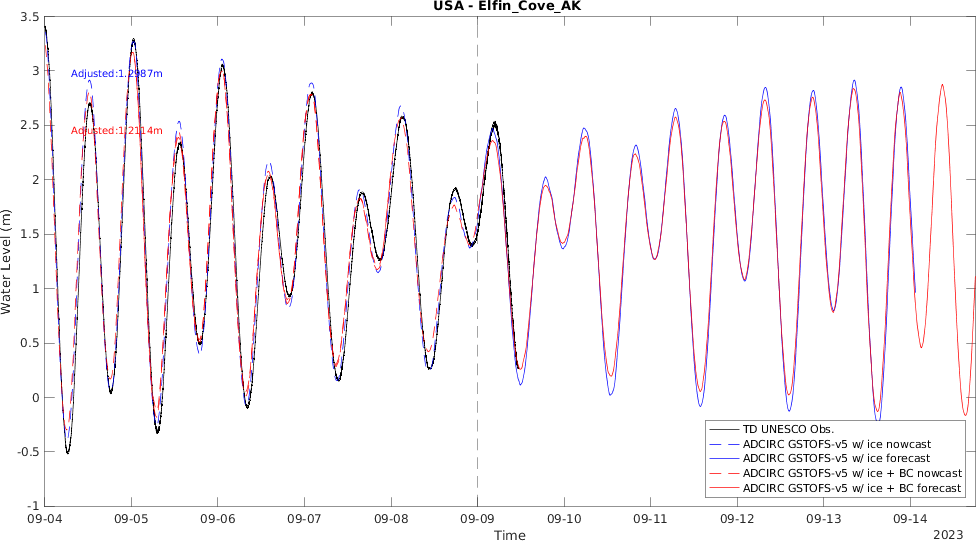 USA - Elfin_Cove_AK
3.5
3
2.5
2
1.5
1
0.5
0
-0.5
-1
Water Level (m)
Adjusted:1.2987m
Adjusted:1.2114m
TD UNESCO Obs.
ADCIRC GSTOFS-v5 w/ ice nowcast
ADCIRC GSTOFS-v5 w/ ice forecast
ADCIRC GSTOFS-v5 w/ ice + BC nowcast
ADCIRC GSTOFS-v5 w/ ice + BC forecast
09-04 09-05 09-06 09-07 09-08 09-09 09-10 09-11 09-12 09-13 09-14
Time
2023